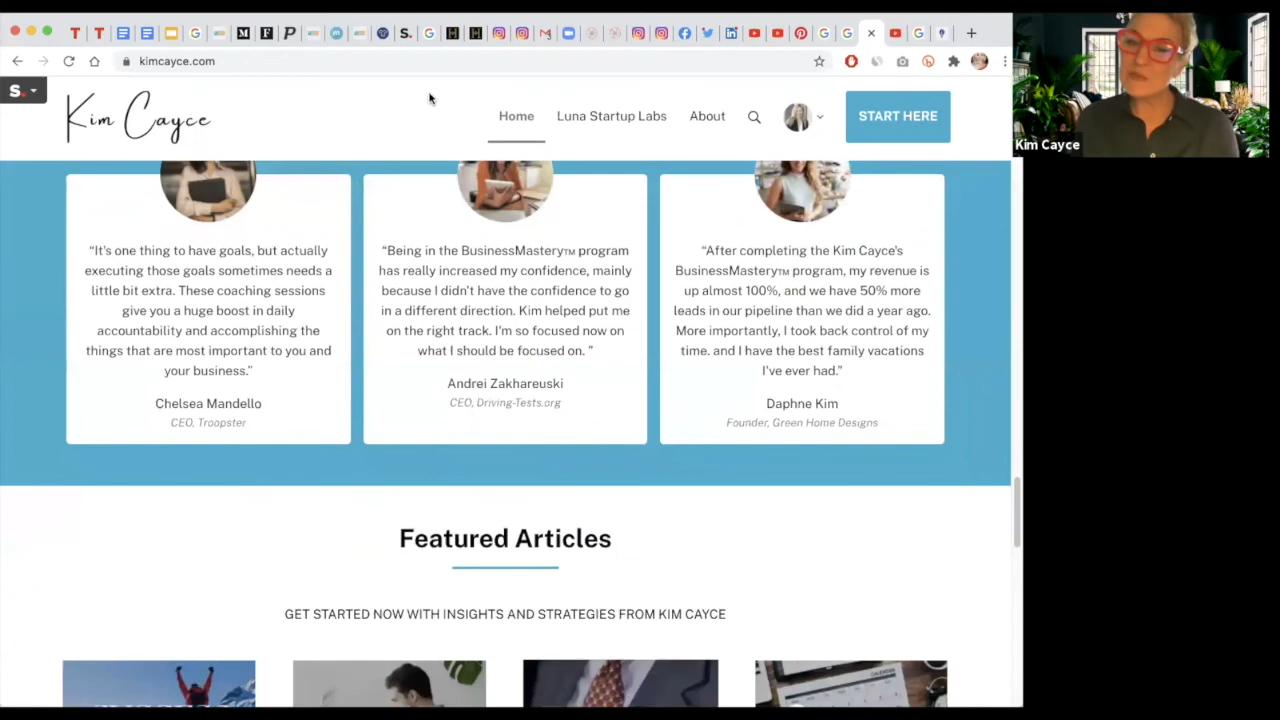 kimcayce.com
S.
Kim Cayce
Home
Luna Startup Labs
About
START HERE
Kim Cayce
“It's one thing to have goals, but actually
executing those goals sometimes needs a
little bit extra. These coaching sessions
give you a huge boost in daily
accountability and accomplishing the
things that are most important to you and
your business.”
Chelsea Mandello
CEO, Troopster
“Being in the BusinessMastery™ program
has really increased my confidence, mainly
because I didn't have the confidence to go
in a different direction. Kim helped put me
on the right track. I'm so focused now on
what I should be focused on. ”
Andrei Zakhareuski
CEO, Driving-Tests.org
“After completing the Kim Cayce's
BusinessMastery™ program, my revenue is
up almost 100%, and we have 50% more
leads in our pipeline than we did a year ago.
More importantly, I took back control of my
time. and I have the best family vacations
I've ever had.”
Daphne Kim
Founder, Green Home Designs
Featured Articles
GET STARTED NOW WITH INSIGHTS AND STRATEGIES FROM KIM CAYCE